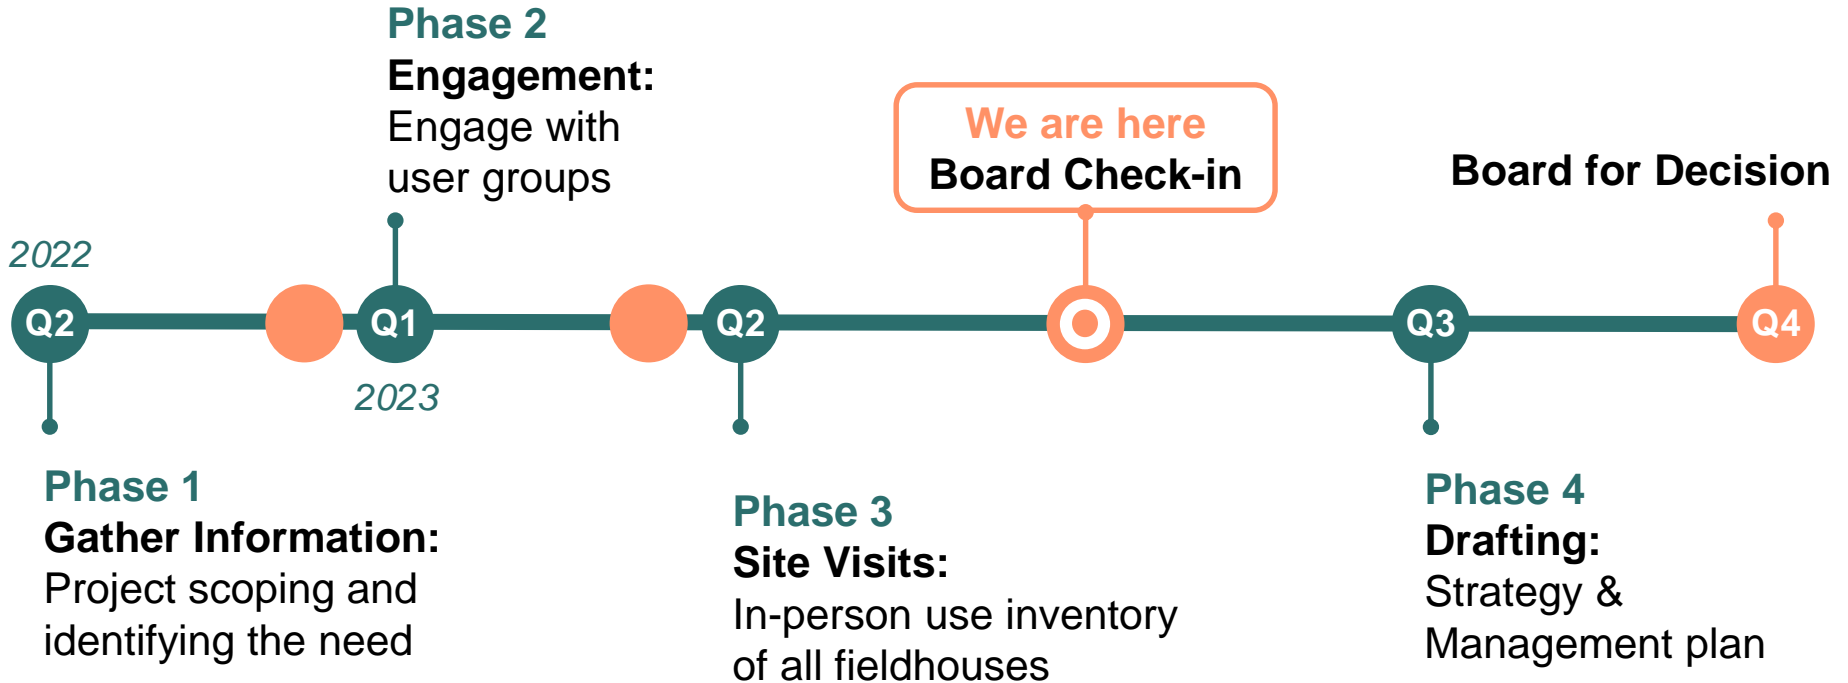 Phase 2
Engagement:
Engage with
user groups
We are here
Board Check-in
Board for Decision
2022
Q2
Q1
Q2
Q3
Q4
2023
Phase 1
Gather Information:
Project scoping and
identifying the need
Phase 3
Site Visits:
In-person use inventory
of all fieldhouses
Phase 4
Drafting:
Strategy &
Management plan